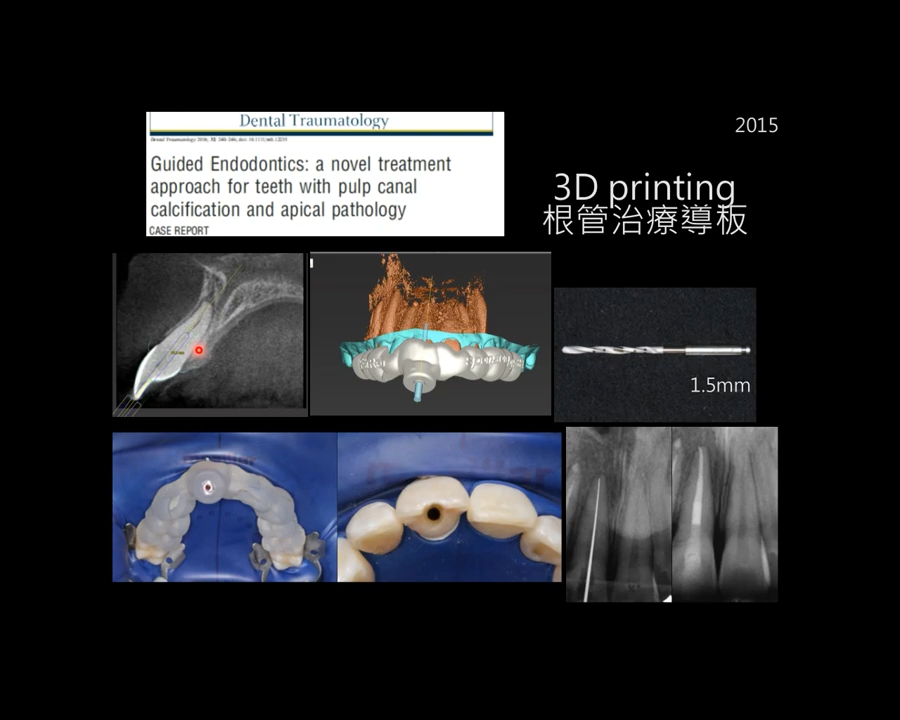 2015
Dental Traumatology
Guided Endodontics: a novel treatment
approach for teeth with pulp canal
calcification and apical pathology
CASE REPORT
3D printing
根管治療導板
1.5mm